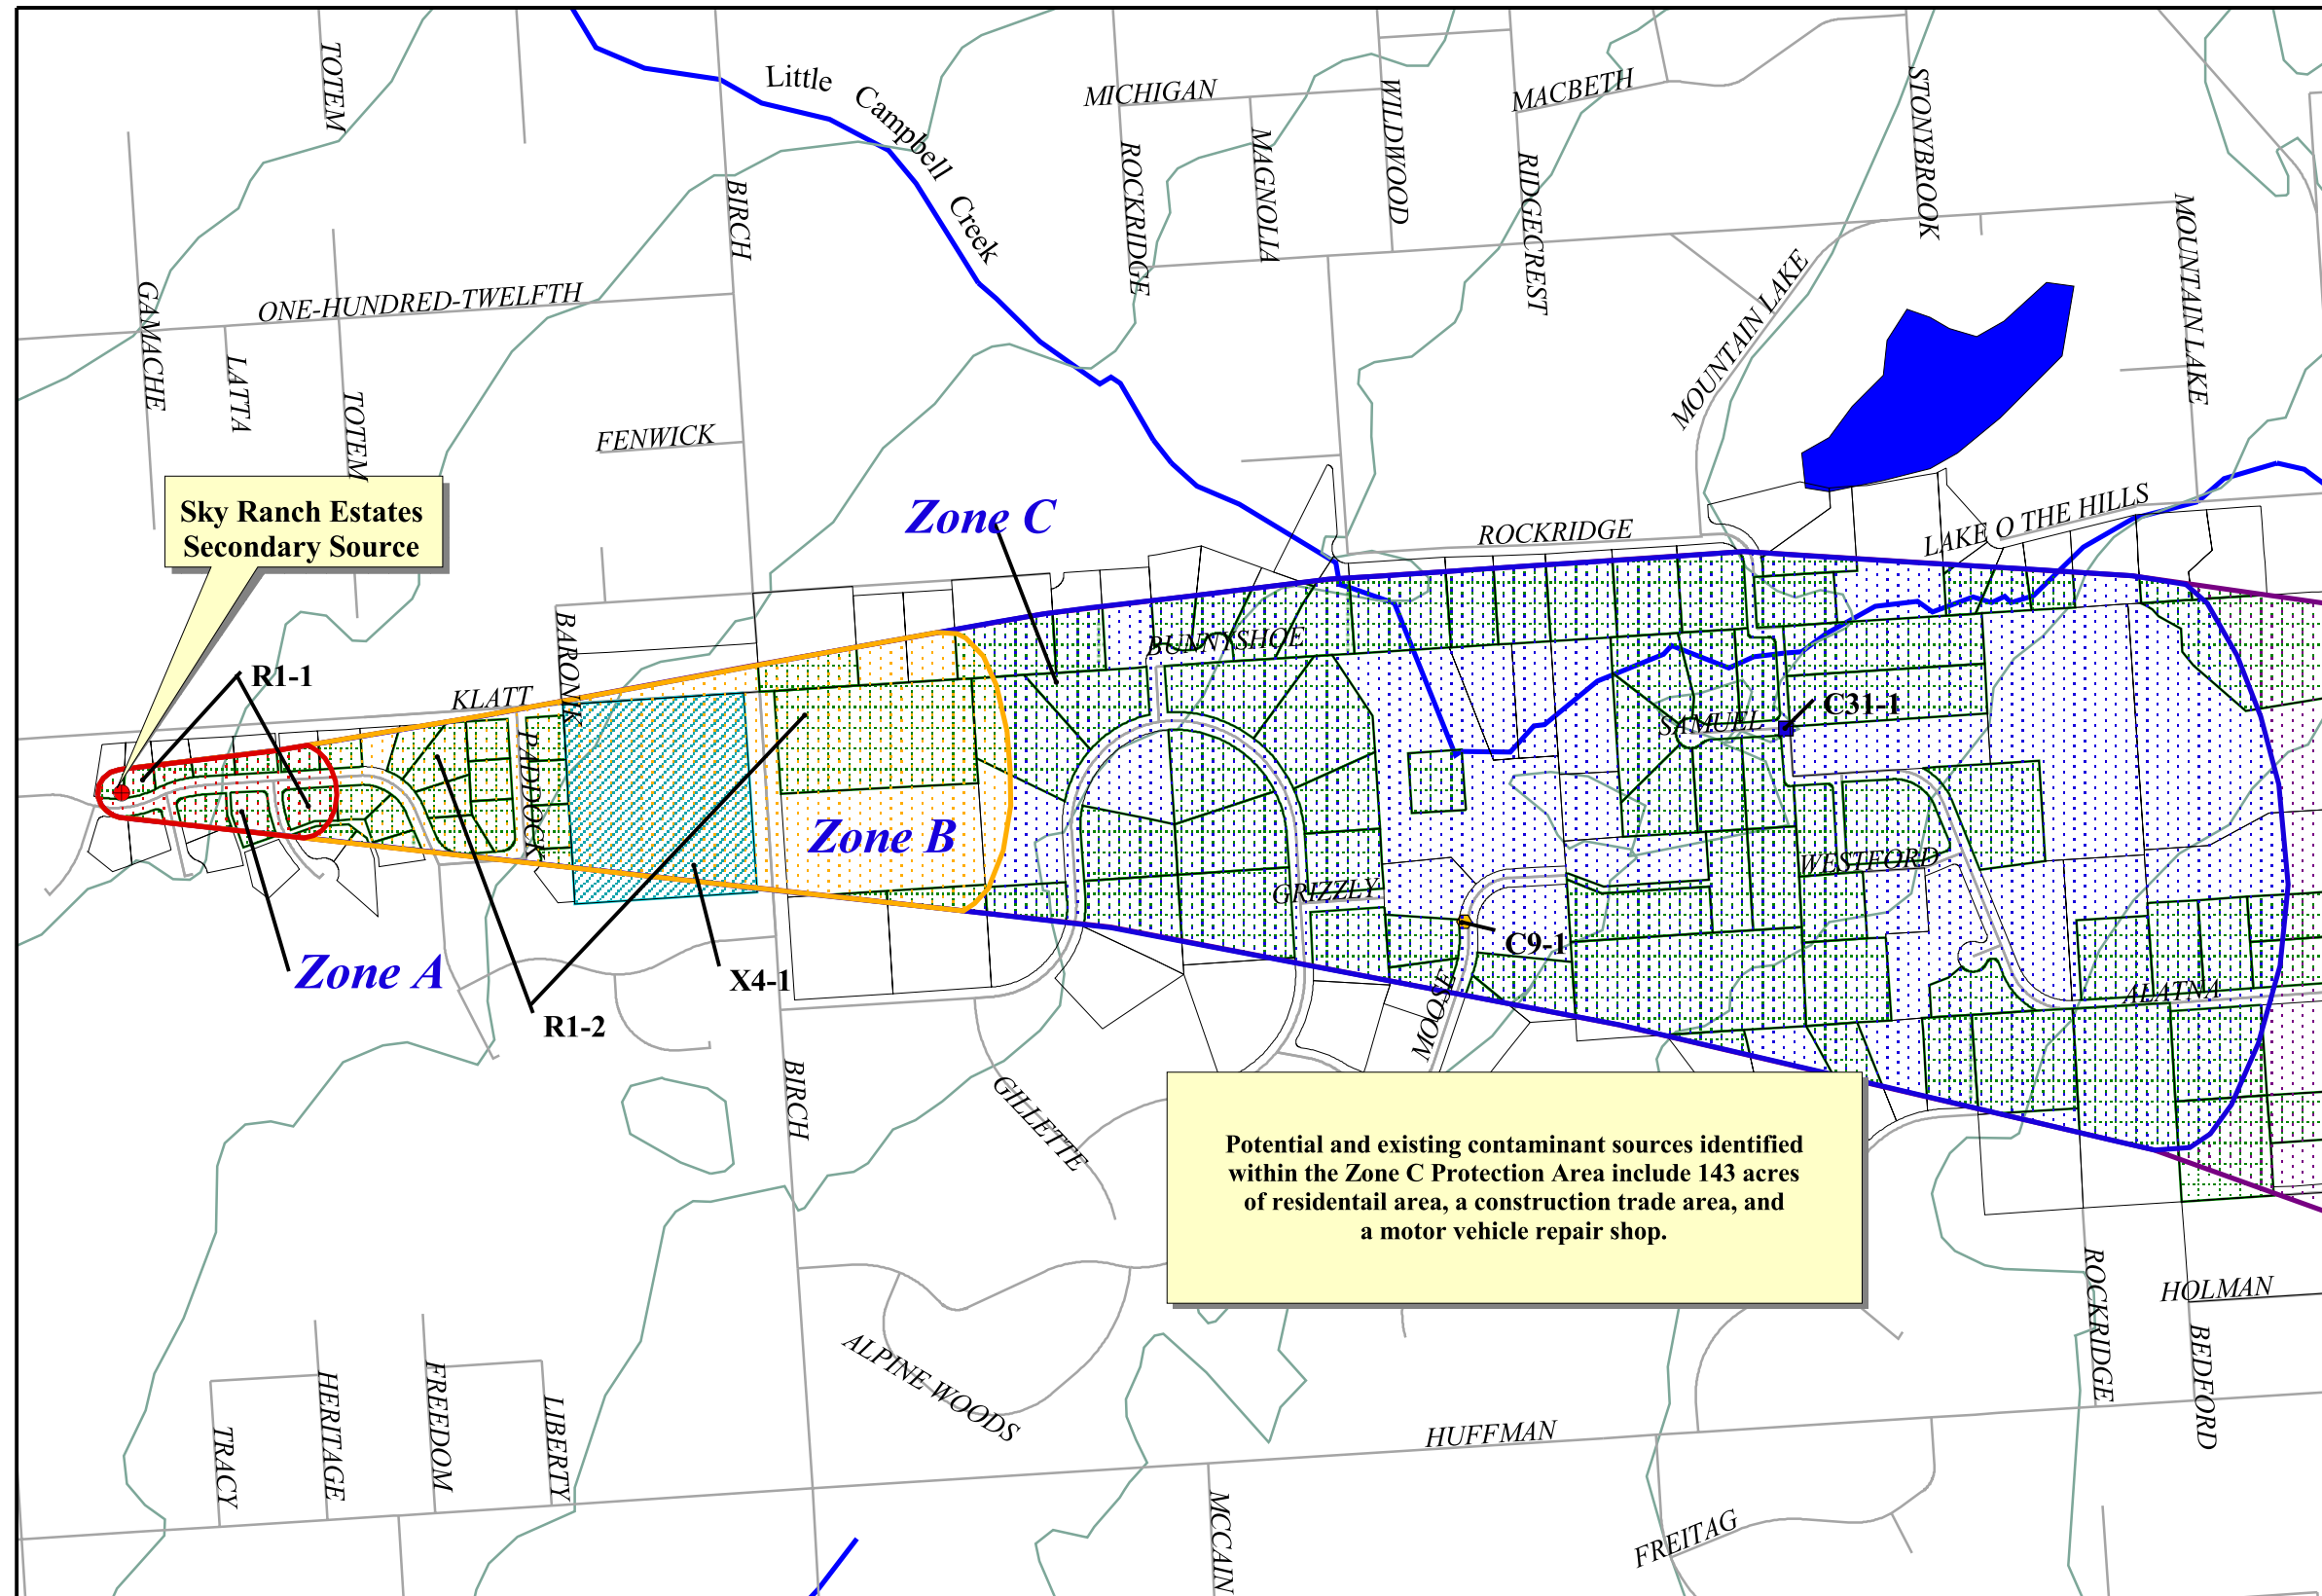 TOTEM
Little Campbell Creek
MICHIGAN
MACBETH
WILDWOOD
STONYBROOK
MAGNOLIA
ROCKRIDGE
RIDGECREST
BIRCH
MOUNTAIN LAKE
MOUNTAIN LAKE
GAMACHE
ONE-HUNDRED-TWELFTH
LATTA
TOTEM
FENWICK
Sky Ranch Estates
Secondary Source
Zone C
ROCKRIDGE
LAKE O THE HILLS
BARONIK
BUNNYSHOE
R1-1
KLATT
C31-1
SAMUEL
PADDOCK
Zone B
WESTFORD
GRIZZLY
C9-1
Zone A
X4-1
ALATNA
MOOSE
R1-2
BIRCH
GILLETTE
Potential and existing contaminant sources identified
within the Zone C Protection Area include 143 acres
of residentail area, a construction trade area, and
a motor vehicle repair shop.
ROCKRIDGE
HOLMAN
BEDFORD
ALPINE WOODS
HERITAGE
FREEDOM
LIBERTY
TRACY
HUFFMAN
MCCAIN
FREITAG